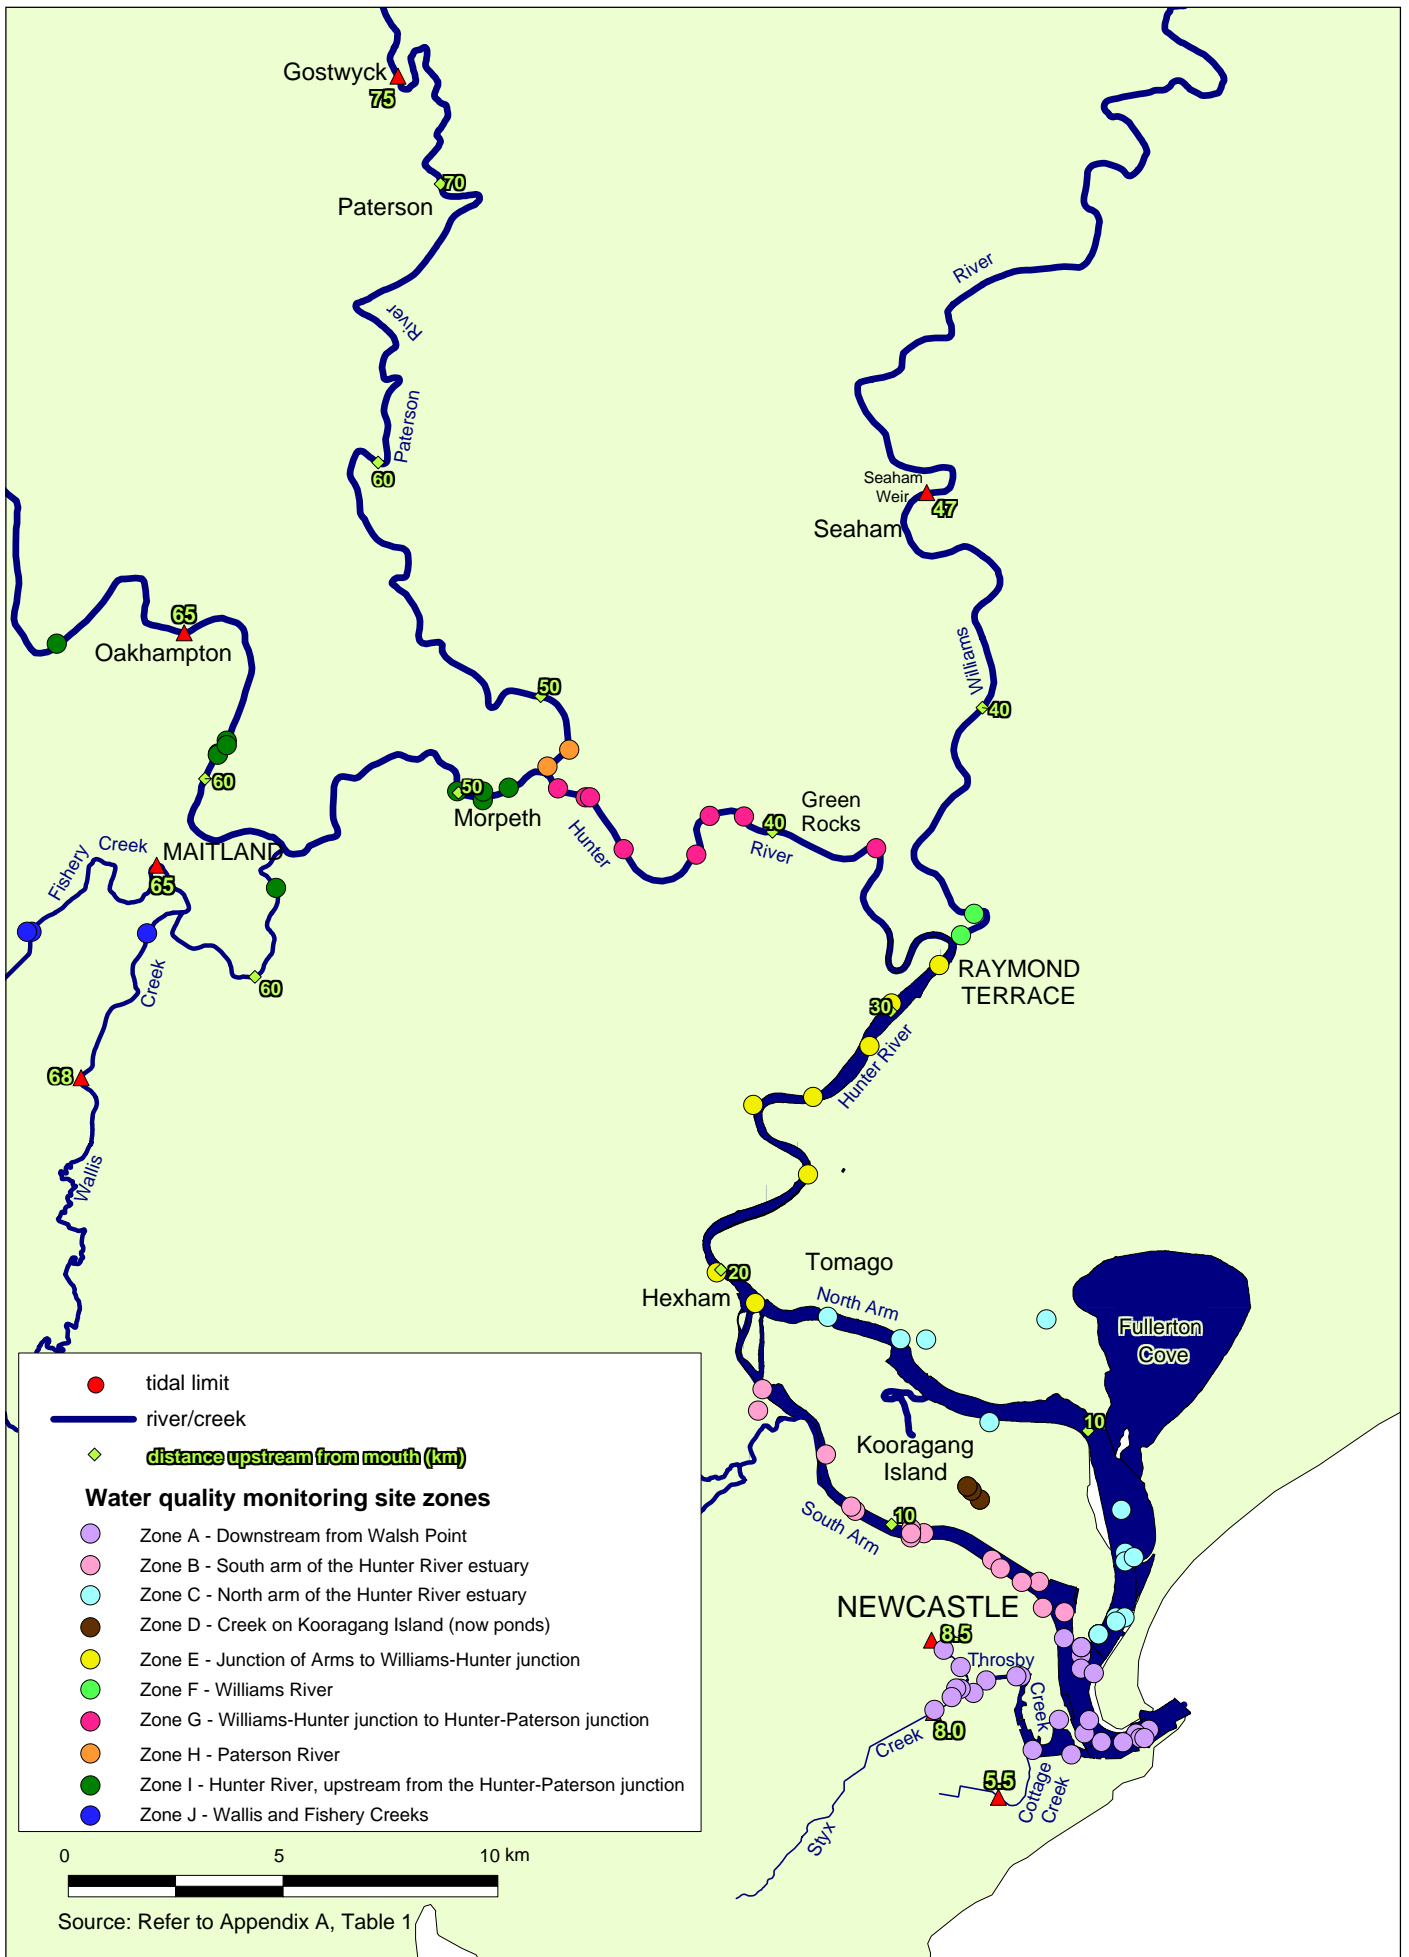 Gostwyck
75
70
Paterson
River
River
Paterson
60
Seaham
Weir
47
Seaham
65
Oakhampton
Williams
50
40
60
50
Morpeth
Green
Rocks
40
Hunter
River
Creek
MAITLAND
Fishery
65
RAYMOND
TERRACE
Creek
60
30
Hunter River
68
Wallis
Tomago
20
Hexham
North Arm
Fullerton
Cove
10
Kooragang
Island
South Arm
10
NEWCASTLE
8.5
Throsby
Creek
8.0
Creek
5.5
Cottage
Creek
Styx
tidal limit
river/creek
distance upstream from mouth (km)
Water quality monitoring site zones
Zone A - Downstream from Walsh Point
Zone B - South arm of the Hunter River estuary
Zone C - North arm of the Hunter River estuary
Zone D - Creek on Kooragang Island (now ponds)
Zone E - Junction of Arms to Williams-Hunter junction
Zone F - Williams River
Zone G - Williams-Hunter junction to Hunter-Paterson junction
Zone H - Paterson River
Zone I - Hunter River, upstream from the Hunter-Paterson junction
Zone J - Wallis and Fishery Creeks
0 5 10 km
Source: Refer to Appendix A, Table 1